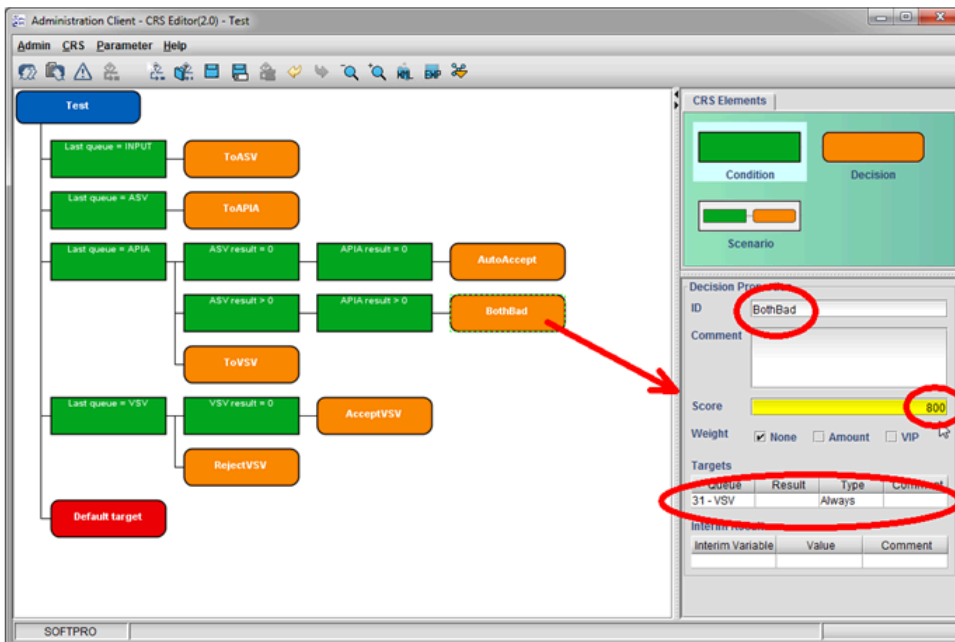 Administration Client - CRS Editor(2.0) - Test
Admin CRS Parameter Help
XML EXP
Test
Last queue = INPUT
ToASV
Last queue = ASV
ToAPIA
Last queue = APIA
ASV result = 0
APIA result = 0
AutoAccept
ASV result > 0
APIA result > 0
BothBad
ToVSV
Last queue = VSV
VSV result = 0
AcceptVSV
RejectVSV
Default target
CRS Elements
Condition
Decision
Scenario
Decision Properties
ID BothBad
Comment
Score 800
Weight None Amount VIP
Targets
Queue Result Type Comment
31 - VSV Always
Interim Results
Interim Variable Value Comment
SOFTPRO